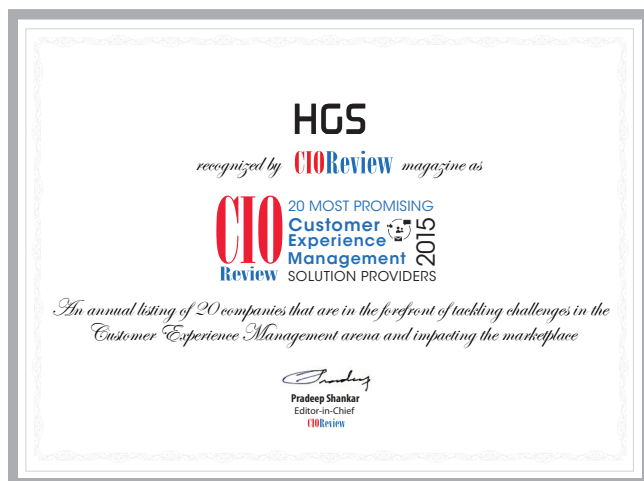 HGS
recognized by CIOReview magazine as
CIO Review
20 MOST PROMISING
Customer
Experience
Management
SOLUTION PROVIDERS
2015
An annual listing of 20 companies that are in the forefront of tackling challenges in the
Customer Experience Management arena and impacting the marketplace
Pradeep
Pradeep Shankar
Editor-in-Chief
CIOReview